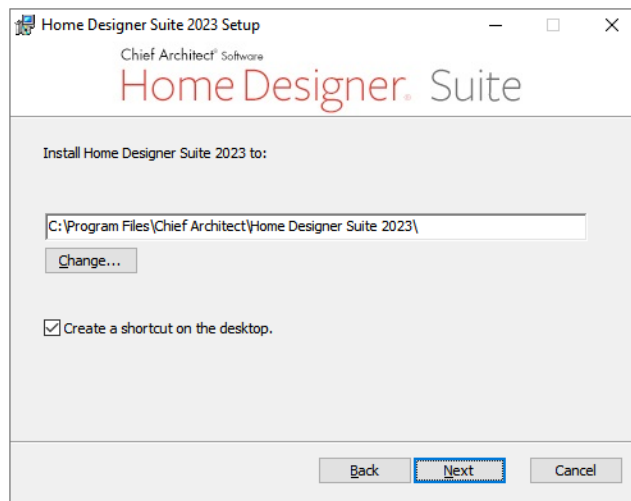 Home Designer Suite 2023 Setup
Chief Architect® Software
Home Designer® Suite
Install Home Designer Suite 2023 to:
C:\Program Files\Chief Architect\Home Designer Suite 2023\
Change...
Create a shortcut on the desktop.
Back Next Cancel